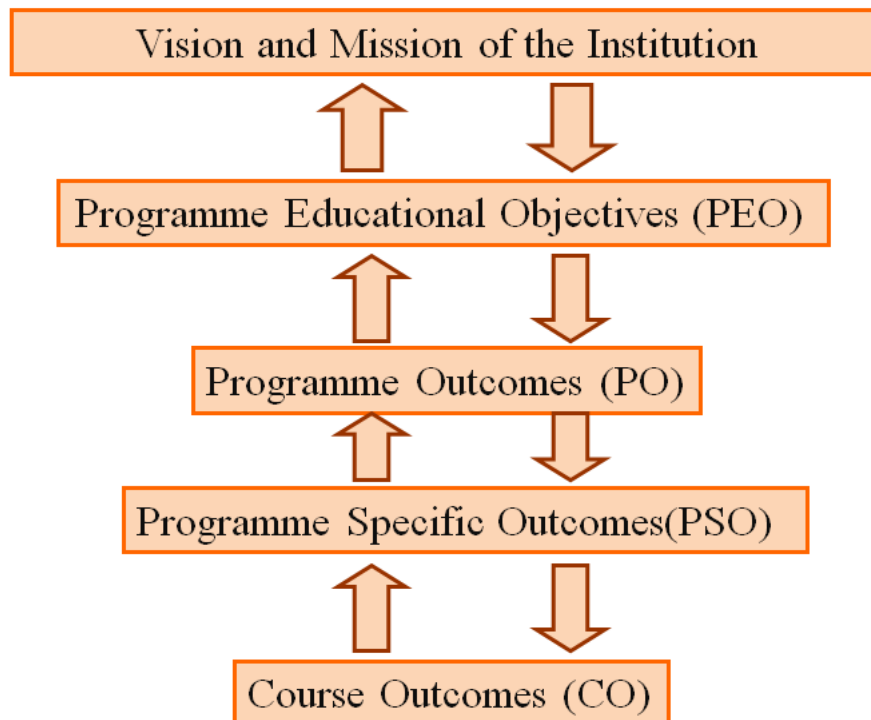 Vision and Mission of the Institution
Programme Educational Objectives (PEO)
Programme Outcomes (PO)
Programme Specific Outcomes(PSO)
Course Outcomes (CO)